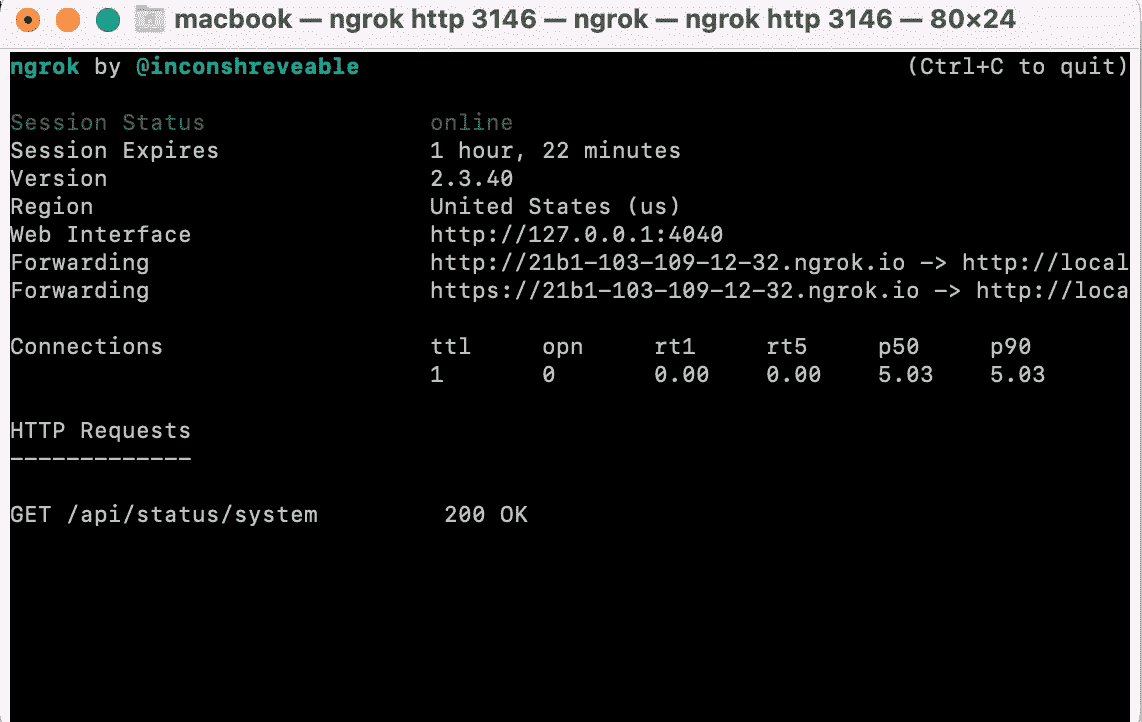 macbook — ngrok http 3146 — ngrok — ngrok http 3146 — 80×24
ngrok by @inconshreveable (Ctrl+C to quit)
Session Status online
Session Expires 1 hour, 22 minutes
Version 2.3.40
Region United States (us)
Web Interface http://127.0.0.1:4040
Forwarding http://21b1-103-109-12-32.ngrok.io -> http://local
Forwarding https://21b1-103-109-12-32.ngrok.io -> http://loca
Connections ttl opn rt1 rt5 p50 p90
1 0 0.00 0.00 5.03 5.03
HTTP Requests
-------------
GET /api/status/system 200 OK